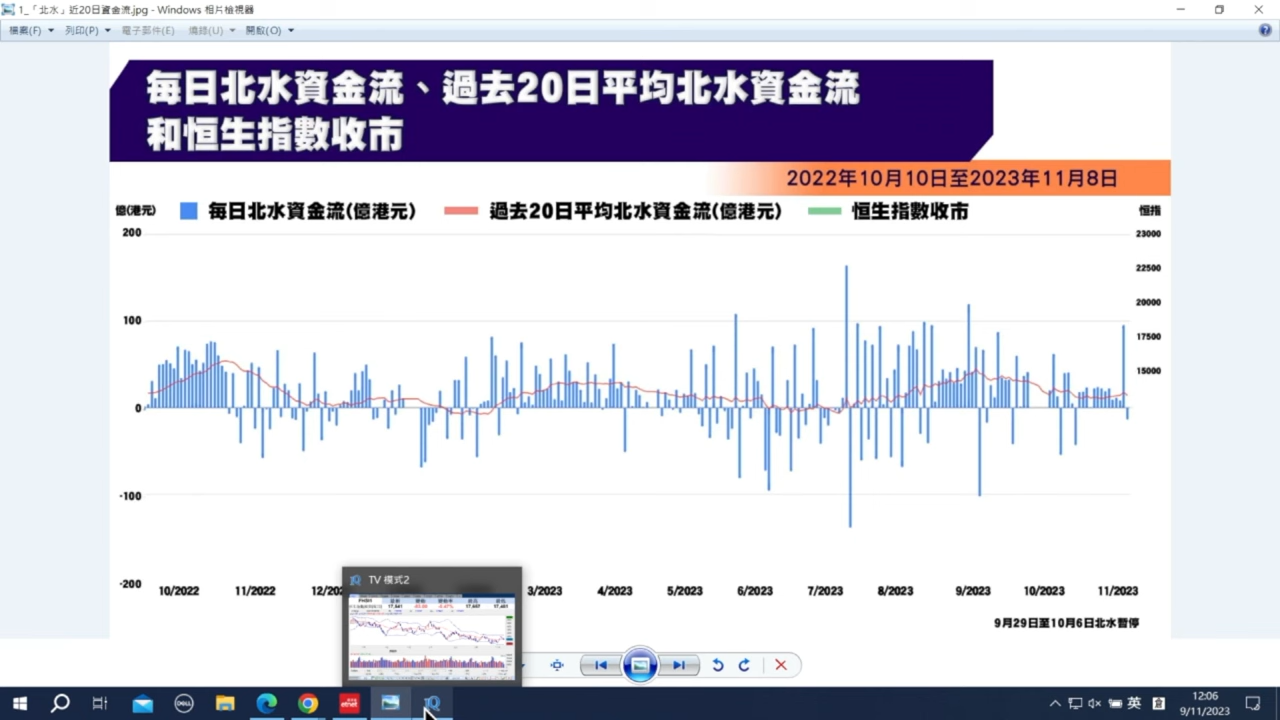 1_「北水」近20日資金流.jpg - Windows 相片檢視器
檔案(F) 列印(P) 電子郵件(E) 燒錄(U) 開啟(O)
每日北水資金流、過去20日平均北水資金流
和恒生指數收市
2022年10月10日至2023年11月8日
億(港元) 每日北水資金流(億港元) 過去20日平均北水資金流(億港元) 恒生指數收市 恒指
200 23000
22500
20000
100 17500
15000
0
-100
-200
10/2022 11/2022 3/2023 4/2023 5/2023 6/2023 7/2023 8/2023 9/2023 10/2023 11/2023
9月29日至10月6日北水暫停
TV 模式2
DELL
etnet
英
12:06
9/11/2023